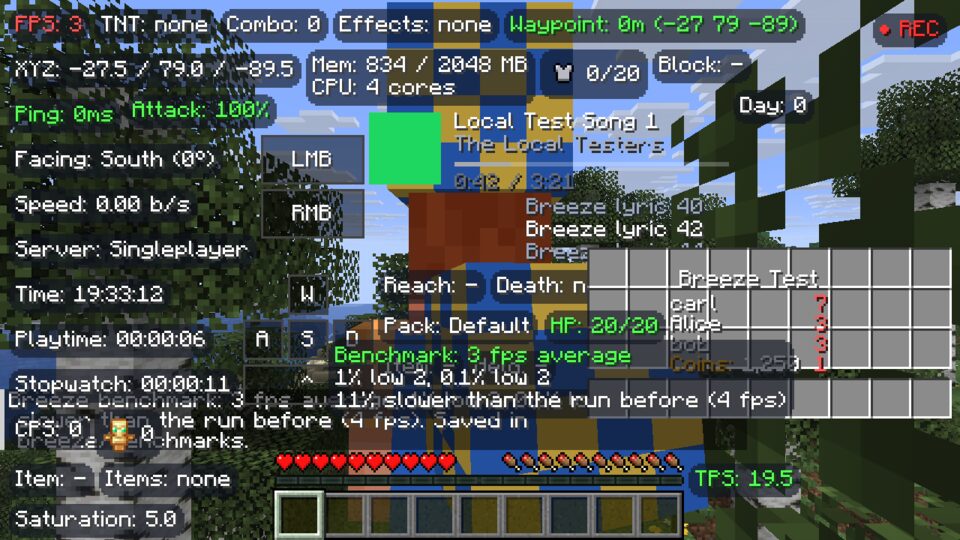 FPS: 3 TNT: none Combo: 0 Effects: none Waypoint: 0m (-27 79 -89) REC
XYZ: -27.5 / 79.0 / -89.5 Mem: 834 / 2048 MB 0/20 Block: -
CPU: 4 cores
Ping: 0ms Attack: 100% Day: 0
Local Test Song 1
The Local Testers
Facing: South (0°) LMB
0:42 / 3:21
Speed: 0.00 b/s RMB
Breeze lyric 40
Breeze lyric 42
Server: Singleplayer Breeze
Reach: - Death: n
Breeze Test
Time: 19:33:12 W
carl 7
Pack: Default HP: 20/20 Alice 3
Playtime: 00:00:06 A S D
bob 3
Benchmark: 3 fps average
Coins: 1,250 1
1% low 2, 0.1% low 2
Stopwatch: 00:00:11 ^
Breeze benchmark: 3 fps
11% slower than the run before (4 fps)
the run before (4 fps). Saved in
CPS: 0 0
Item: - Items: none TPS: 19.5
Saturation: 5.0